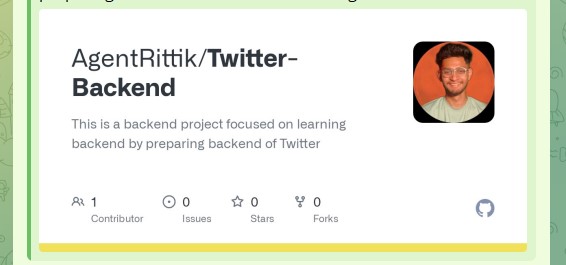 AgentRittik/Twitter-
Backend
This is a backend project focused on learning
backend by preparing backend of Twitter
1 0 0 0
Contributor Issues Stars Forks